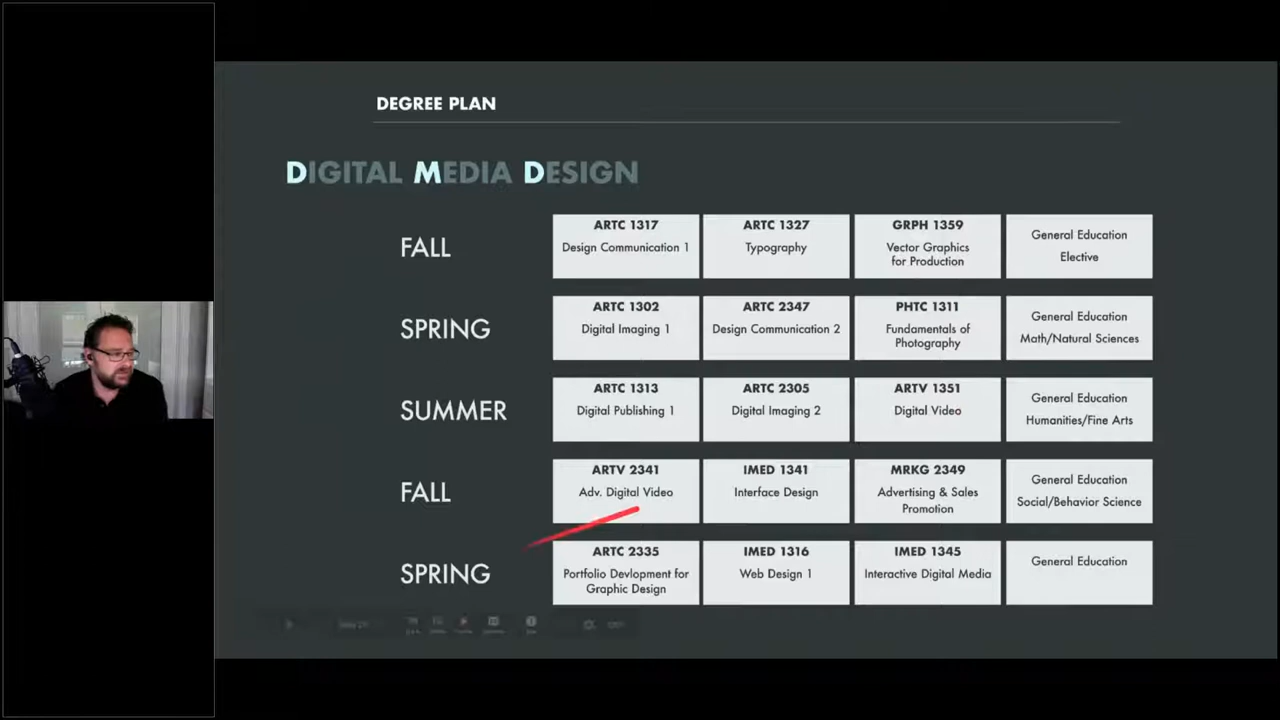 DEGREE PLAN
DIGITAL MEDIA DESIGN
FALL
ARTC 1317
Design Communication 1
ARTC 1327
Typography
GRPH 1359
Vector Graphics
for Production
General Education
Elective
SPRING
ARTC 1302
Digital Imaging 1
ARTC 2347
Design Communication 2
PHTC 1311
Fundamentals of
Photography
General Education
Math/Natural Sciences
SUMMER
ARTC 1313
Digital Publishing 1
ARTC 2305
Digital Imaging 2
ARTV 1351
Digital Video
General Education
Humanities/Fine Arts
FALL
ARTV 2341
Adv. Digital Video
IMED 1341
Interface Design
MRKG 2349
Advertising & Sales
Promotion
General Education
Social/Behavior Science
SPRING
ARTC 2335
Portfolio Devlopment for
Graphic Design
IMED 1316
Web Design 1
IMED 1345
Interactive Digital Media
General Education